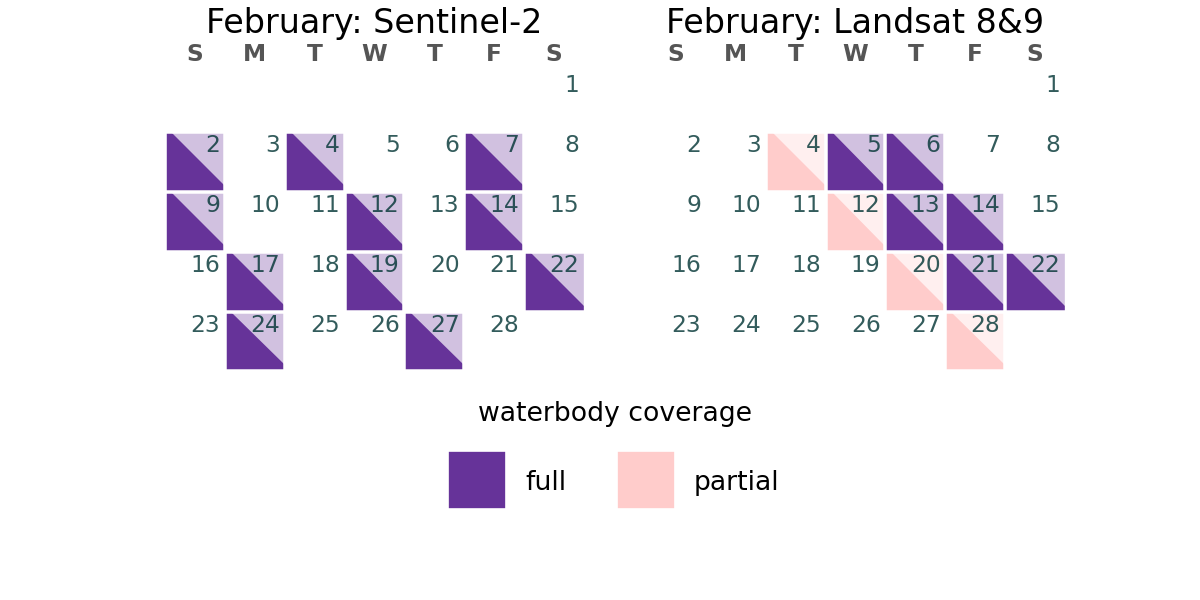 February: Sentinel-2
S M T W T F S
1
2 3 4 5 6 7 8
9 10 11 12 13 14 15
16 17 18 19 20 21 22
23 24 25 26 27 28
February: Landsat 8&9
S M T W T F S
1
2 3 4 5 6 7 8
9 10 11 12 13 14 15
16 17 18 19 20 21 22
23 24 25 26 27 28
waterbody coverage
full partial